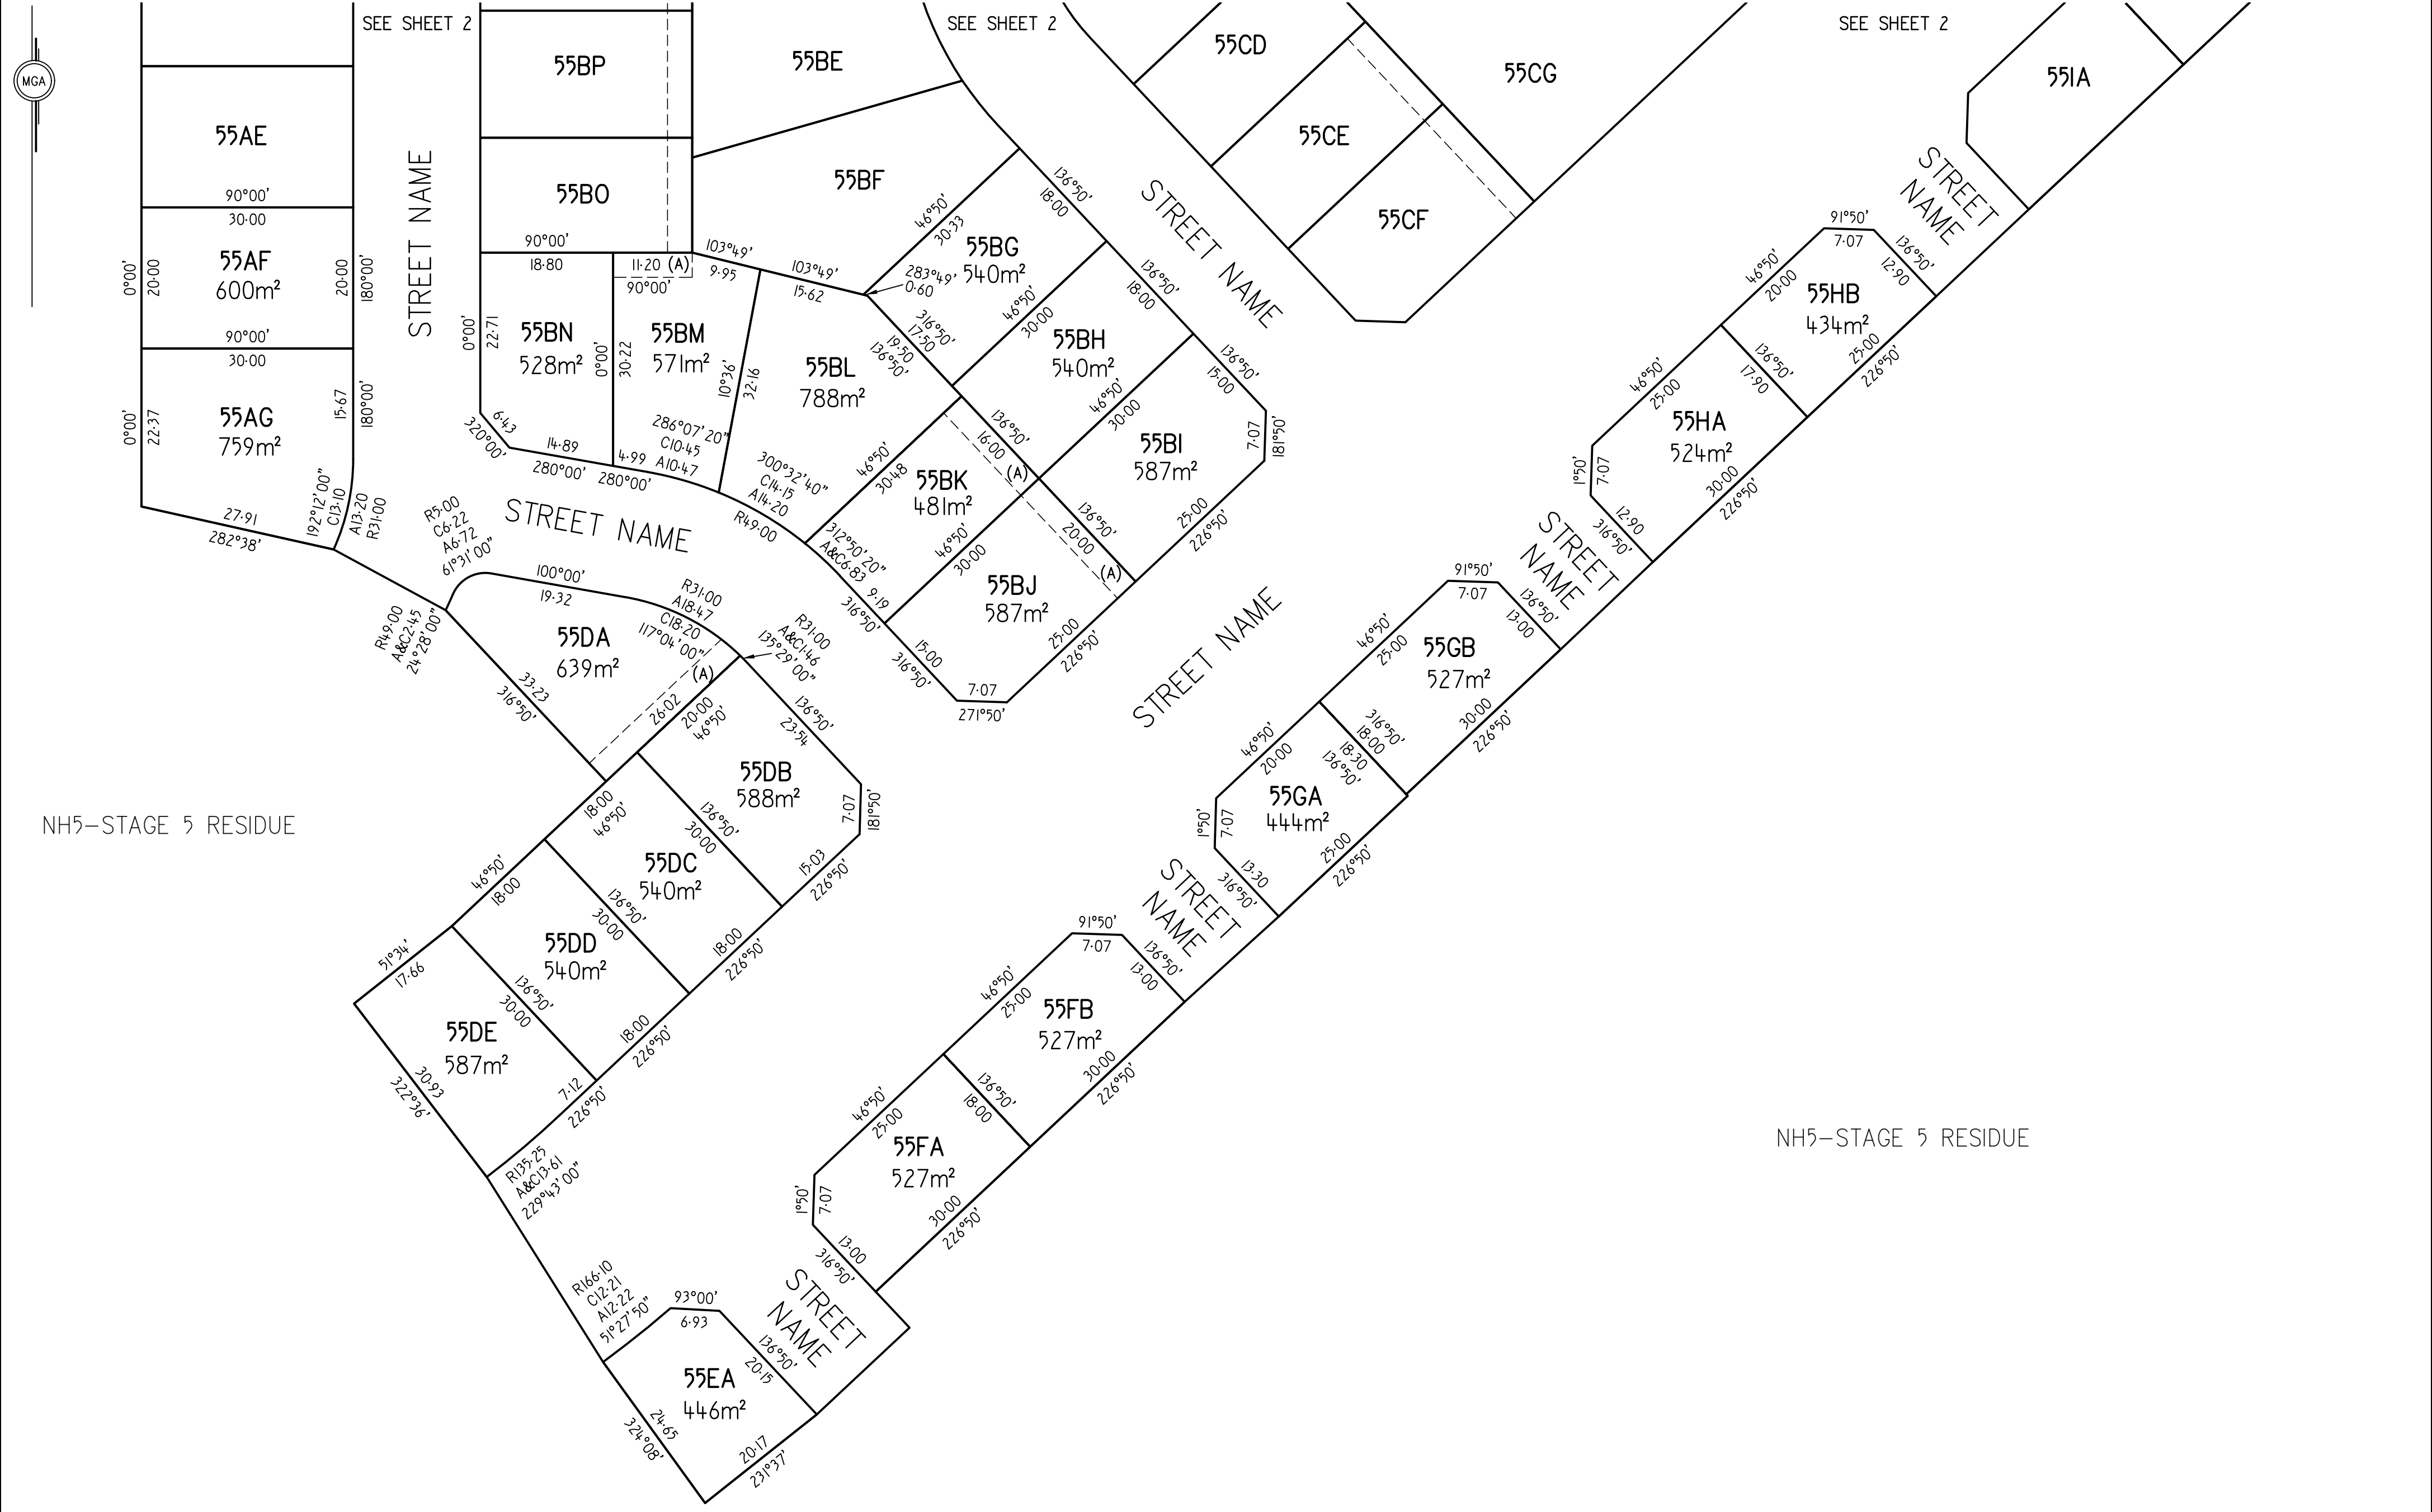 SEE SHEET 2
SEE SHEET 2
SEE SHEET 2
MGA
55AE
90°00'
30·00
55AF
600m²
0°00'
20·00
20·00
180°00'
90°00'
30·00
55AG
759m²
0°00'
22·37
15·67
180°00'
27·91
282°38'
192°12'00"
C13·10
A13·20
R31·00
STREET NAME
55BP
55BO
90°00'
18·80
11·20 (A)
90°00'
55BN
528m²
0°00'
22·71
6·43
320°00'
14·89
280°00'
0°00'
30·22
55BM
571m²
4·99
280°00'
286°07'20"
C10·45
A10·47
10°36'
32·16
55BE
55BF
103°49'
9·95
103°49'
15·62
55BL
788m²
300°32'40"
C14·15
A14·20
R49·00
283°49'
0·60
46°50'
30·33
136°50'
18·00
55BG
540m²
316°50'
17·50
19·50
136°50'
46°50'
30·00
136°50'
18·00
55BH
540m²
46°50'
30·00
136°50'
15·00
55BI
587m²
7·07
181°50'
25·00
226°50'
136°50'
16·00
(A)
46°50'
30·48
55BK
481m²
312°50'20"
A&C6·83
9·19
316°50'
46°50'
30·00
136°50'
20·00
(A)
55BJ
587m²
15·00
316°50'
7·07
271°50'
25·00
226°50'
STREET NAME
55CD
55CE
55CF
55CG
STREET NAME
STREET NAME
R5·00
C6·22
A6·72
61°31'00"
R49·00
A&C2·45
24°28'00"
100°00'
19·32
R31·00
A18·47
C18·20
117°04'00"
R31·00
A&C1·46
135°29'00"
55DA
639m²
(A)
33·23
316°50'
26·02
20·00
46°50'
136°50'
23·54
55DB
588m²
7·07
181°50'
15·03
226°50'
136°50'
30·00
18·00
46°50'
55DC
540m²
18·00
226°50'
136°50'
30·00
46°50'
18·00
55DD
540m²
18·00
226°50'
136°50'
30·00
51°34'
17·66
55DE
587m²
7·12
226°50'
30·93
322°36'
R135·25
A&C13·61
229°43'00"
NH5-STAGE 5 RESIDUE
R166·10
C12·21
A12·22
51°27'50"
93°00'
6·93
136°50'
20·15
55EA
446m²
24·65
324°08'
20·17
231°37'
STREET
NAME
46°50'
25·00
1°50'
7·07
13·00
316°50'
55FA
527m²
30·00
226°50'
136°50'
18·00
46°50'
25·00
91°50'
7·07
136°50'
13·00
55FB
527m²
30·00
226°50'
STREET
NAME
46°50'
20·00
1°50'
7·07
13·30
316°50'
55GA
444m²
25·00
226°50'
316°50'
18·00
18·30
136°50'
46°50'
25·00
91°50'
7·07
136°50'
13·00
55GB
527m²
30·00
226°50'
STREET
NAME
46°50'
25·00
1°50'
7·07
12·90
316°50'
55HA
524m²
30·00
226°50'
136°50'
17·90
46°50'
20·00
91°50'
7·07
136°50'
12·90
55HB
434m²
25·00
226°50'
STREET
NAME
55IA
NH5-STAGE 5 RESIDUE